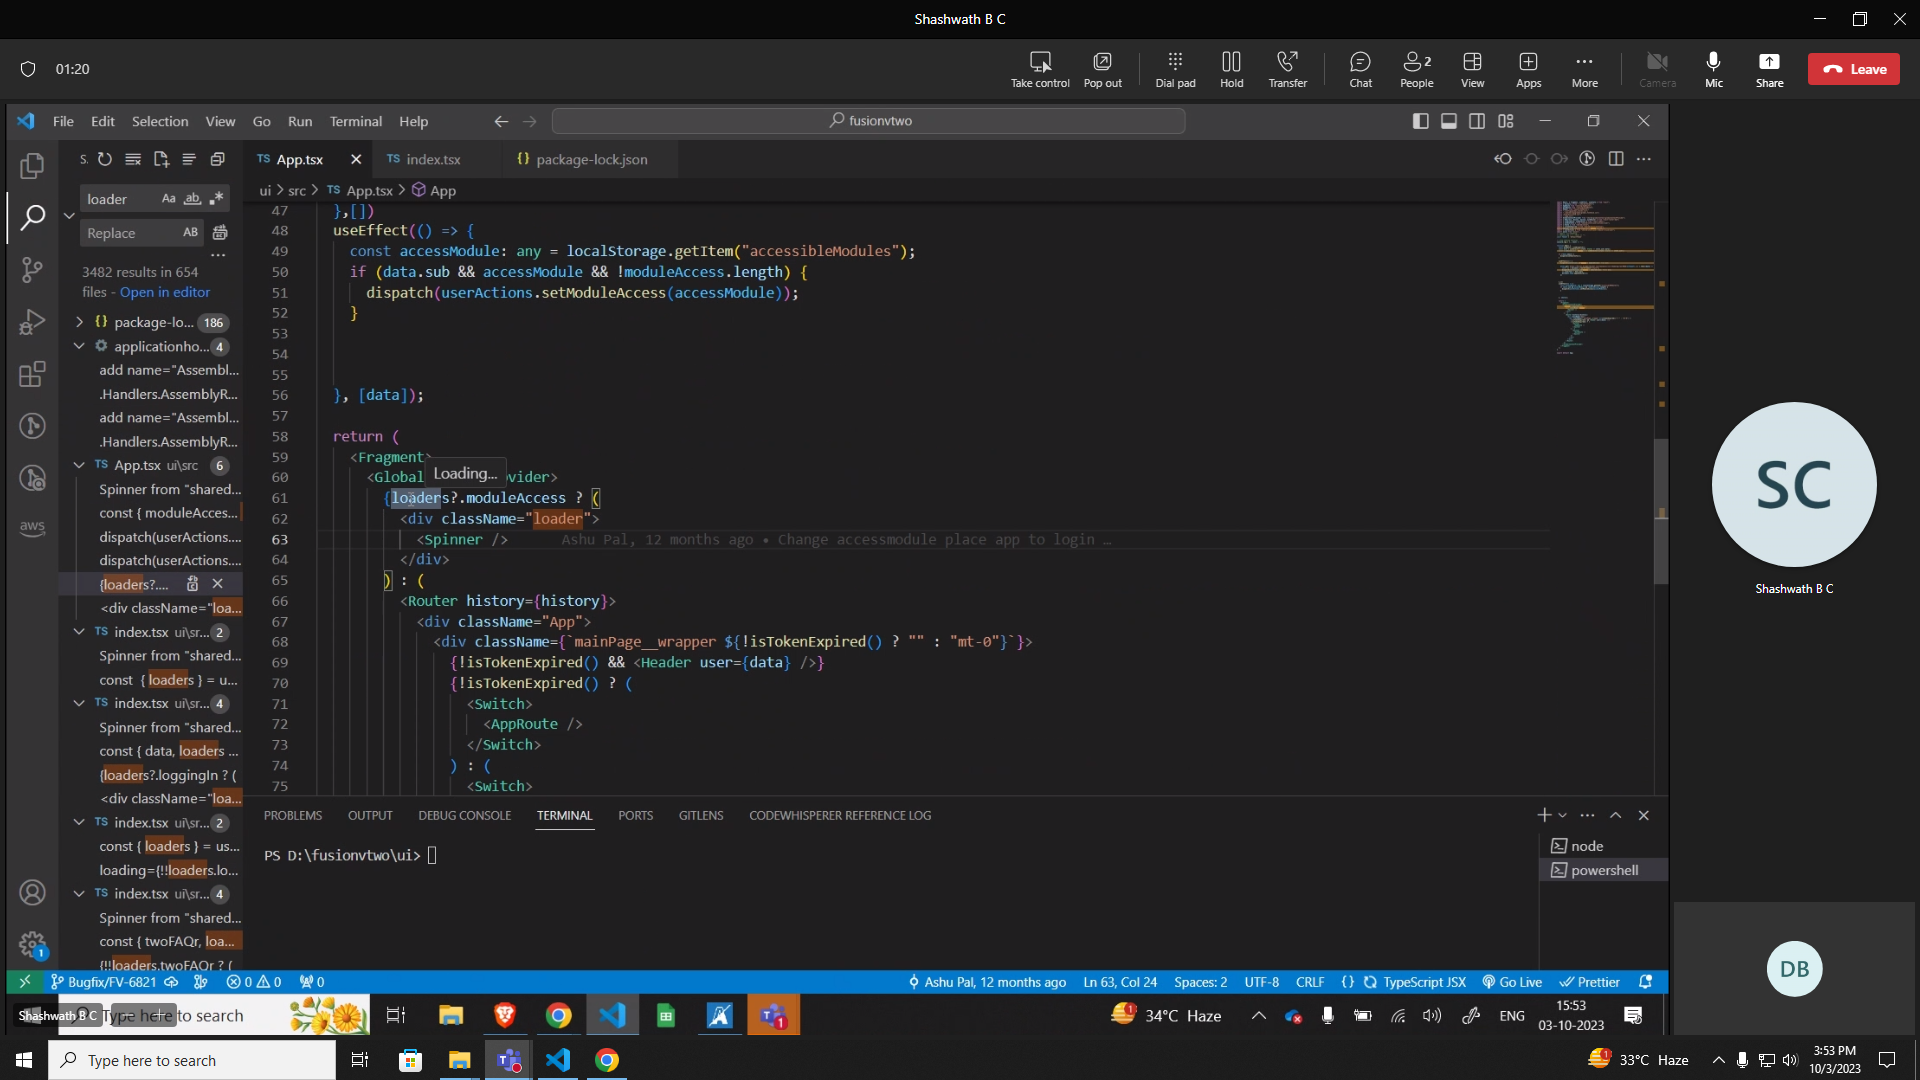 Shashwath B C
01:20
Take control
Pop out
Dial pad
Hold
Transfer
Chat
2
People
View
Apps
More
Camera
Mic
Share
Leave
File Edit Selection View Go Run Terminal Help
fusionvtwo
S.
TS App.tsx
TS index.tsx
{} package-lock.json
loader
Aa ab
ui > src > TS App.tsx > App
Replace
AB
3482 results in 654
files - Open in editor
{} package-lo... 186
applicationho... 4
add name="Assembl...
.Handlers.AssemblyR...
add name="Assembl...
.Handlers.AssemblyR...
TS App.tsx ui\src 6
Spinner from "shared...
const { moduleAcces...
dispatch(userActions....
dispatch(userActions....
{loaders?....
<div className="loa...
TS index.tsx ui\sr... 2
Spinner from "shared...
const { loaders } = u...
TS index.tsx ui\sr... 4
Spinner from "shared...
const { data, loaders ...
{loaders?.loggingIn ? (
<div className="loa...
TS index.tsx ui\sr... 2
const { loaders } = us...
loading={!!loaders.lo...
TS index.tsx ui\sr... 4
Spinner from "shared...
const { twoFAQr, loa...
{!!loaders.twoFAQr ? (
aws
1
47 },[])
48 useEffect(() => {
49 const accessModule: any = localStorage.getItem("accessibleModules");
50 if (data.sub && accessModule && !moduleAccess.length) {
51 dispatch(userActions.setModuleAccess(accessModule));
52 }
53
54
55
56 }, [data]);
57
58 return (
59 <Fragment>
Loading...
60 <Global vider>
61 {loaders?.moduleAccess ? (
62 <div className="loader">
63 <Spinner /> Ashu Pal, 12 months ago • Change accessmodule place app to login …
64 </div>
65 ) : (
66 <Router history={history}>
67 <div className="App">
68 <div className={`mainPage__wrapper ${!isTokenExpired() ? "" : "mt-0"}`}>
69 {!isTokenExpired() && <Header user={data} />}
70 {!isTokenExpired() ? (
71 <Switch>
72 <AppRoute />
73 </Switch>
74 ) : (
75 <Switch>
PROBLEMS OUTPUT DEBUG CONSOLE TERMINAL PORTS GITLENS CODEWHISPERER REFERENCE LOG
PS D:\fusionvtwo\ui>
node
powershell
SC
Shashwath B C
DB
Bugfix/FV-6821 0 0 0
Ashu Pal, 12 months ago Ln 63, Col 24 Spaces: 2 UTF-8 CRLF {} TypeScript JSX Go Live Prettier
Shashwath B C
Type here to search
1
1
34°C Haze
ENG
15:53
03-10-2023
Type here to search
1
33°C Haze
3:53 PM
10/3/2023